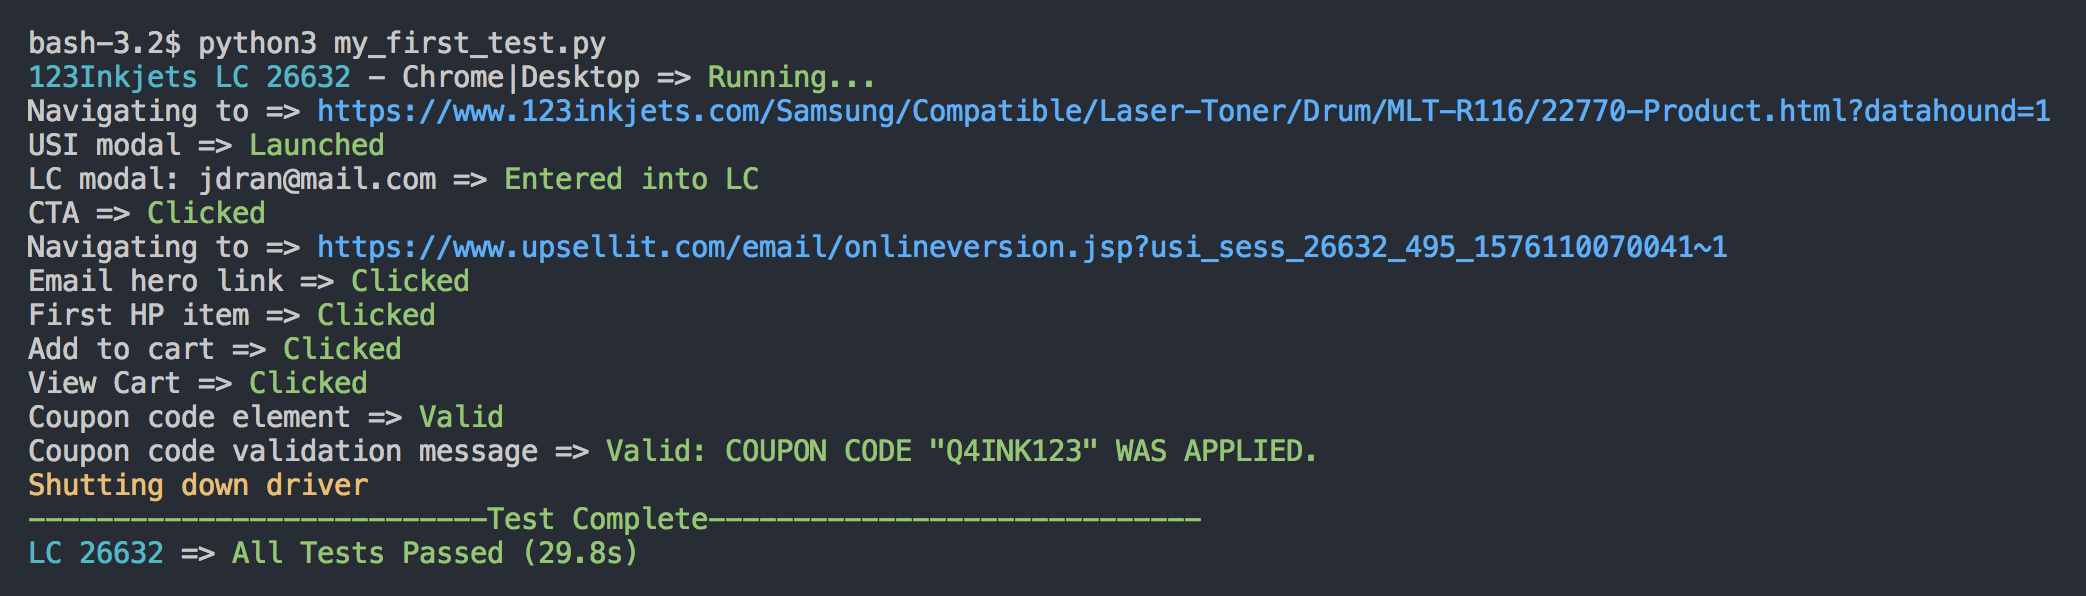 bash-3.2$ python3 my_first_test.py
123Inkjets LC 26632 - Chrome|Desktop => Running...
Navigating to => https://www.123inkjets.com/Samsung/Compatible/Laser-Toner/Drum/MLT-R116/22770-Product.html?datahound=1
USI modal => Launched
LC modal: jdran@mail.com => Entered into LC
CTA => Clicked
Navigating to => https://www.upsellit.com/email/onlineversion.jsp?usi_sess_26632_495_1576110070041~1
Email hero link => Clicked
First HP item => Clicked
Add to cart => Clicked
View Cart => Clicked
Coupon code element => Valid
Coupon code validation message => Valid: COUPON CODE "Q4INK123" WAS APPLIED.
Shutting down driver
---------------------------Test Complete-----------------------------
LC 26632 => All Tests Passed (29.8s)